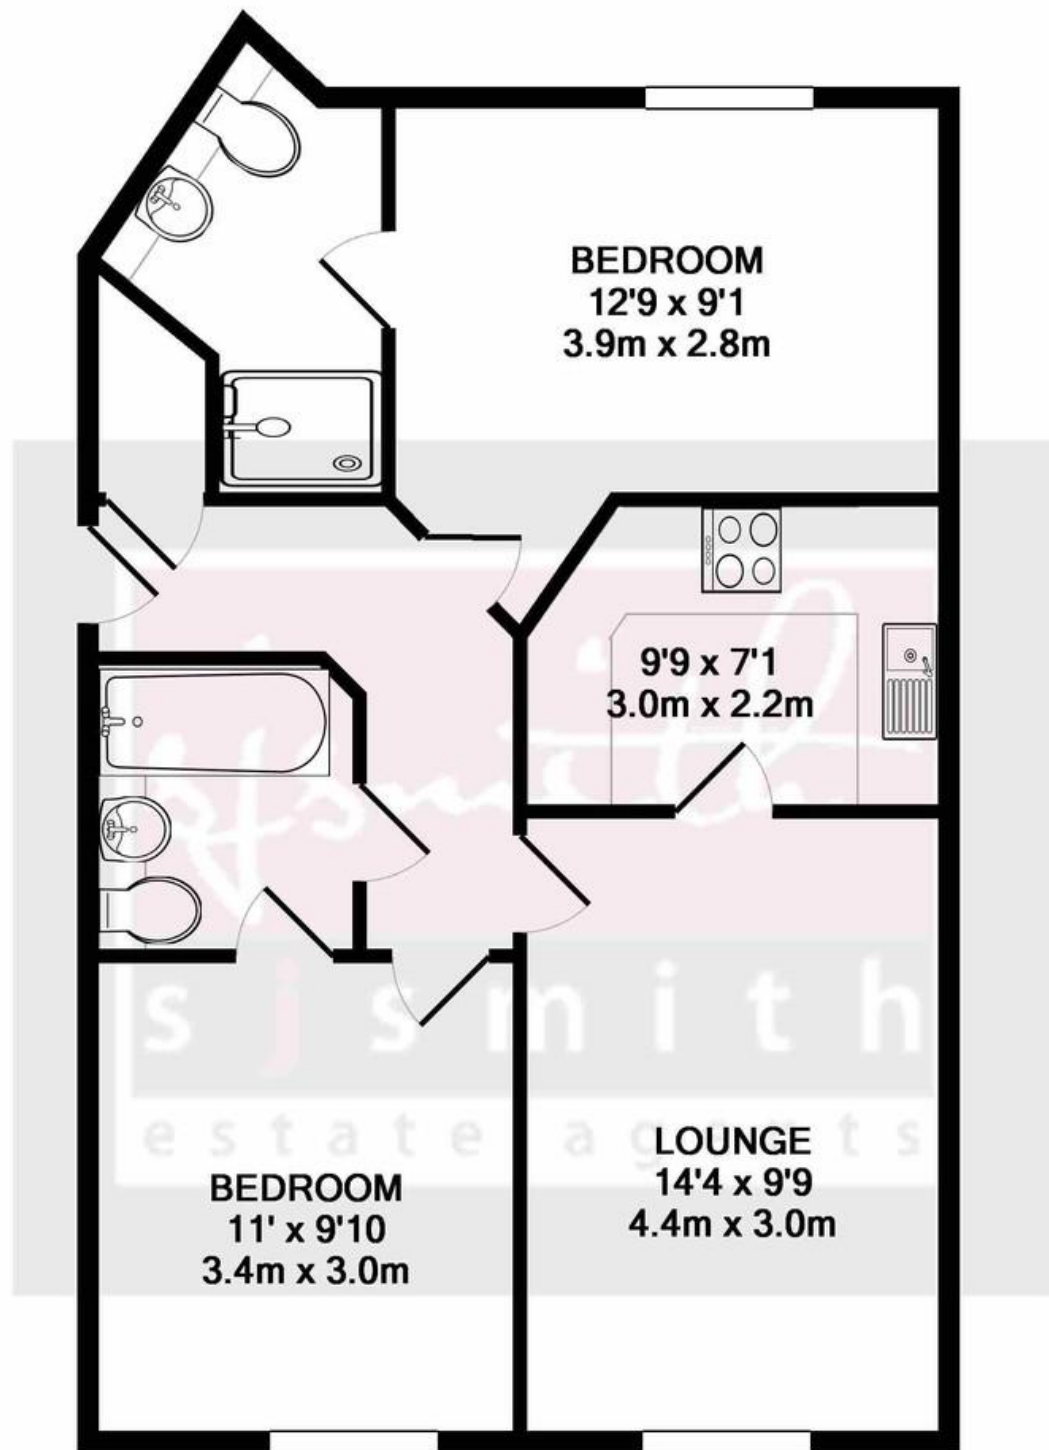 BEDROOM
12'9 x 9'1
3.9m x 2.8m
9'9 x 7'1
3.0m x 2.2m
sjsmith
sjsmith
estate agents
LOUNGE
14'4 x 9'9
4.4m x 3.0m
BEDROOM
11' x 9'10
3.4m x 3.0m